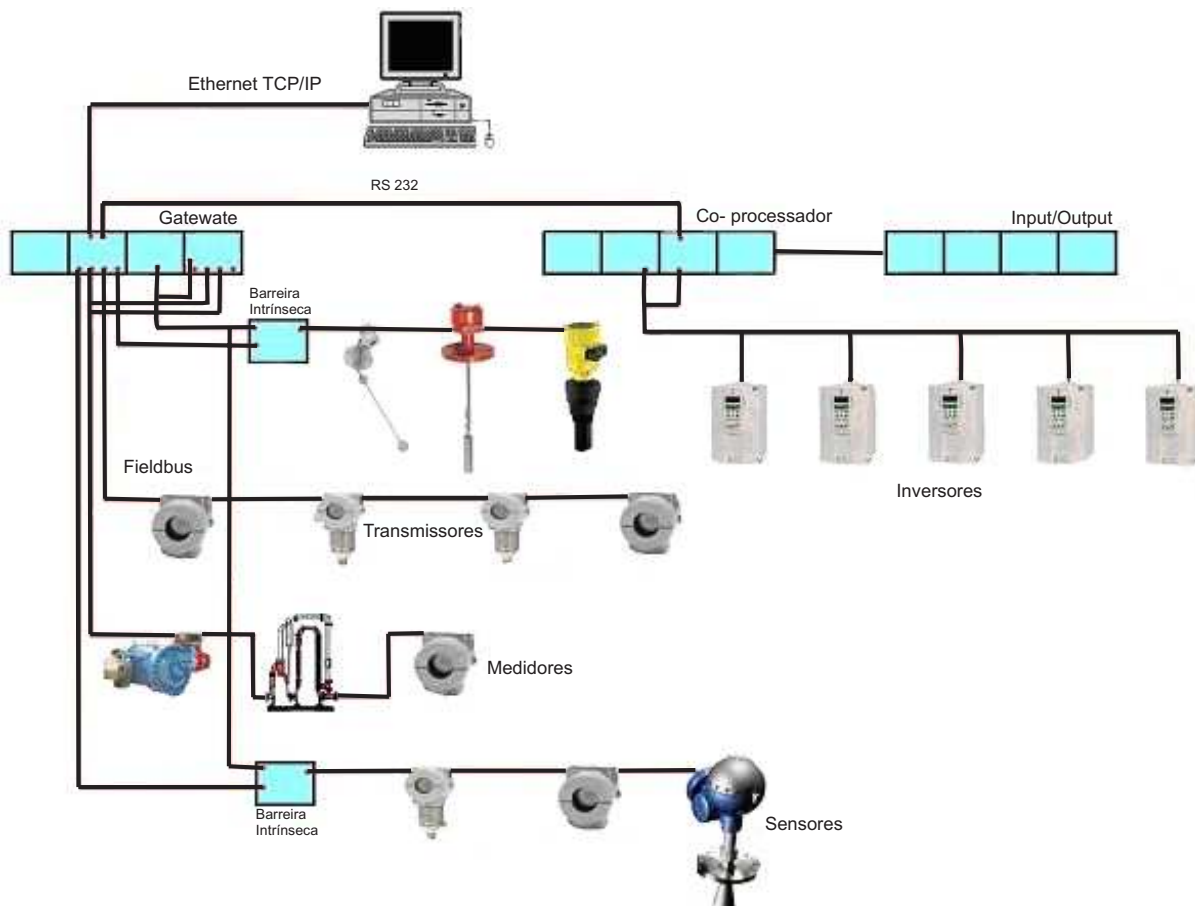 Ethernet TCP/IP
RS 232
Gatewate
Co- processador
Input/Output
Barreira
Intrínseca
Fieldbus
Transmissores
Inversores
Medidores
Barreira
Intrínseca
Sensores